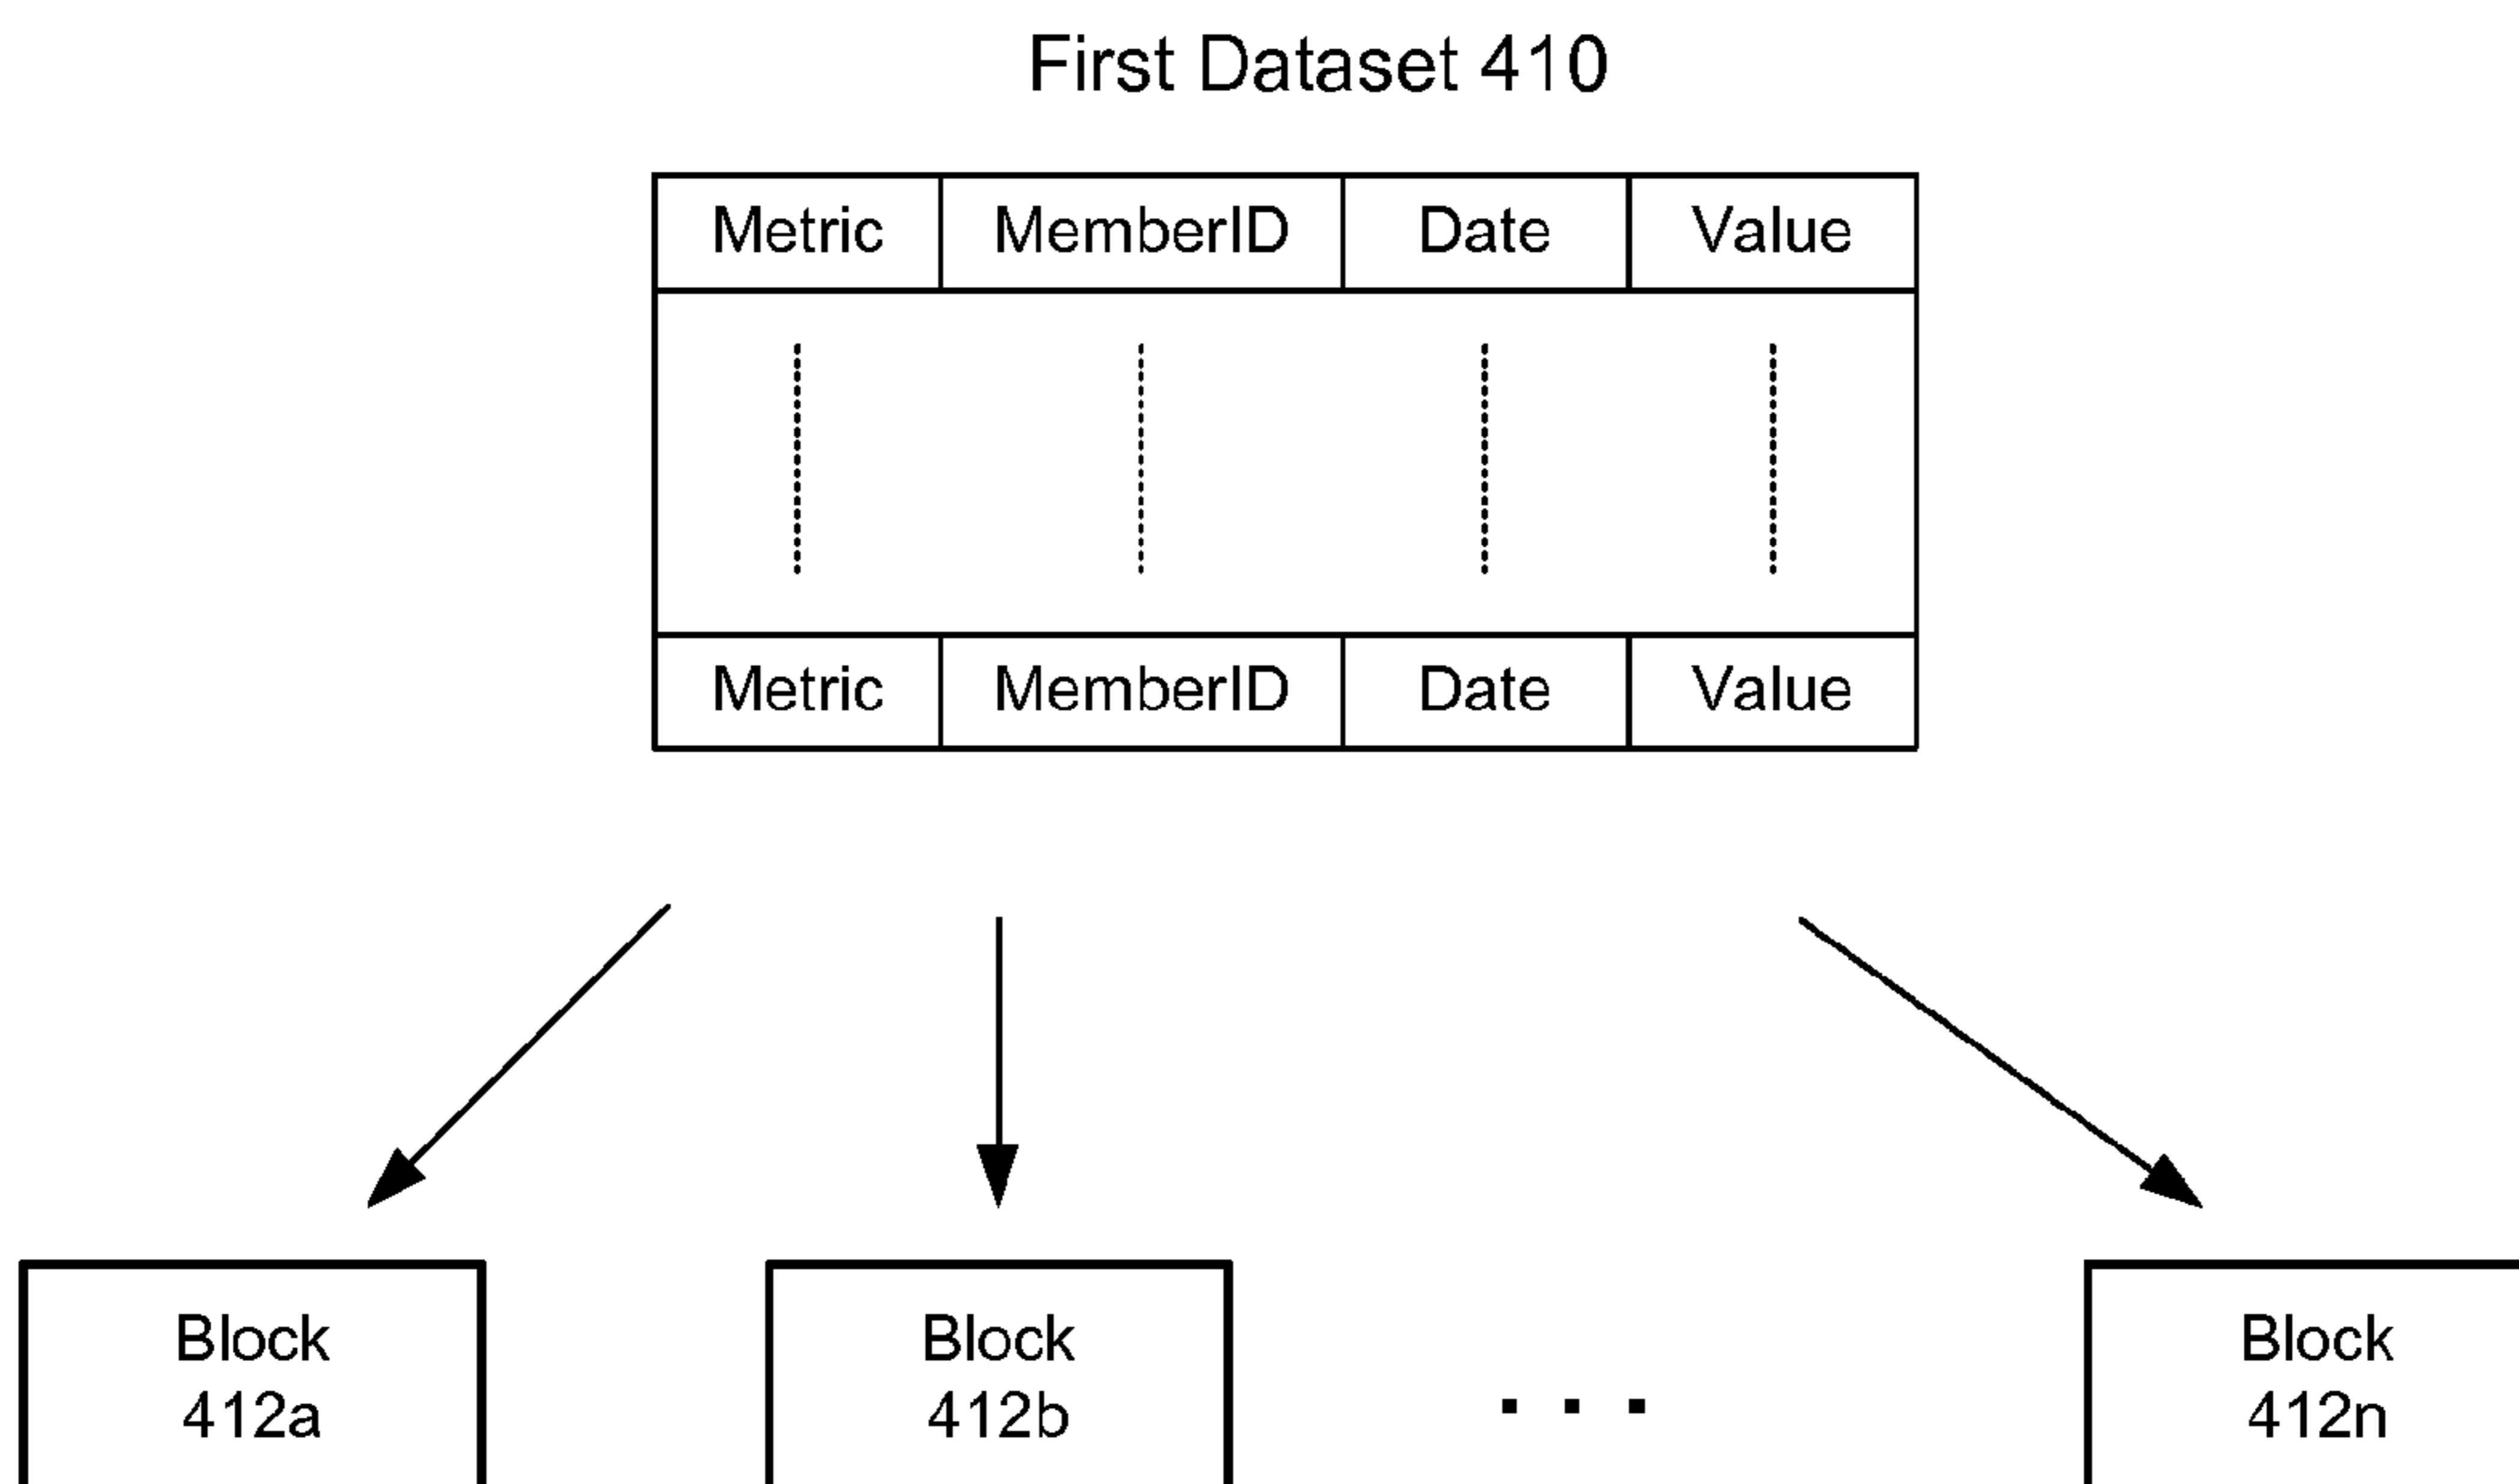 First Dataset 410
Metric MemberID Date Value
Metric MemberID Date Value
Block Block Block
412a 412b . . . 412n